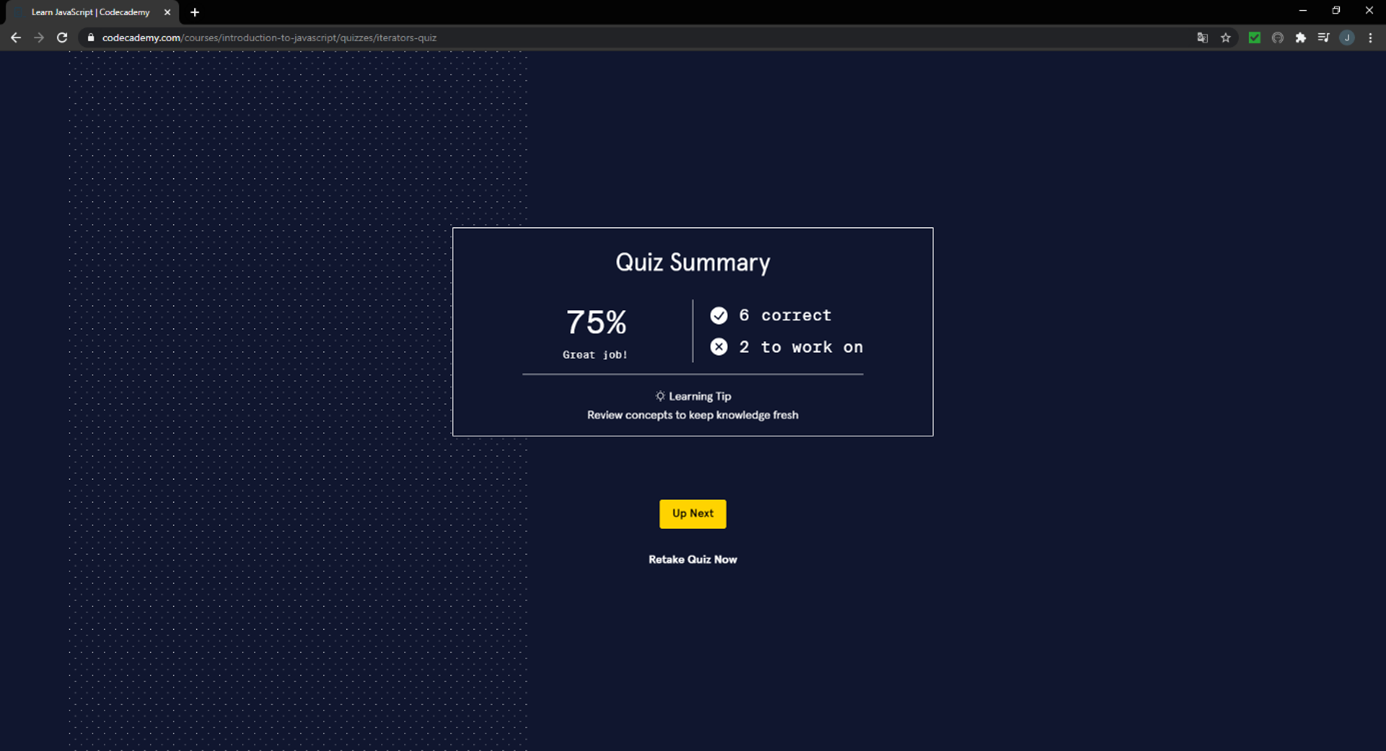 Learn JavaScript | Codecademy
codecademy.com/courses/introduction-to-javascript/quizzes/iterators-quiz
J
Quiz Summary
75%
Great job!
6 correct
2 to work on
Learning Tip
Review concepts to keep knowledge fresh
Up Next
Retake Quiz Now